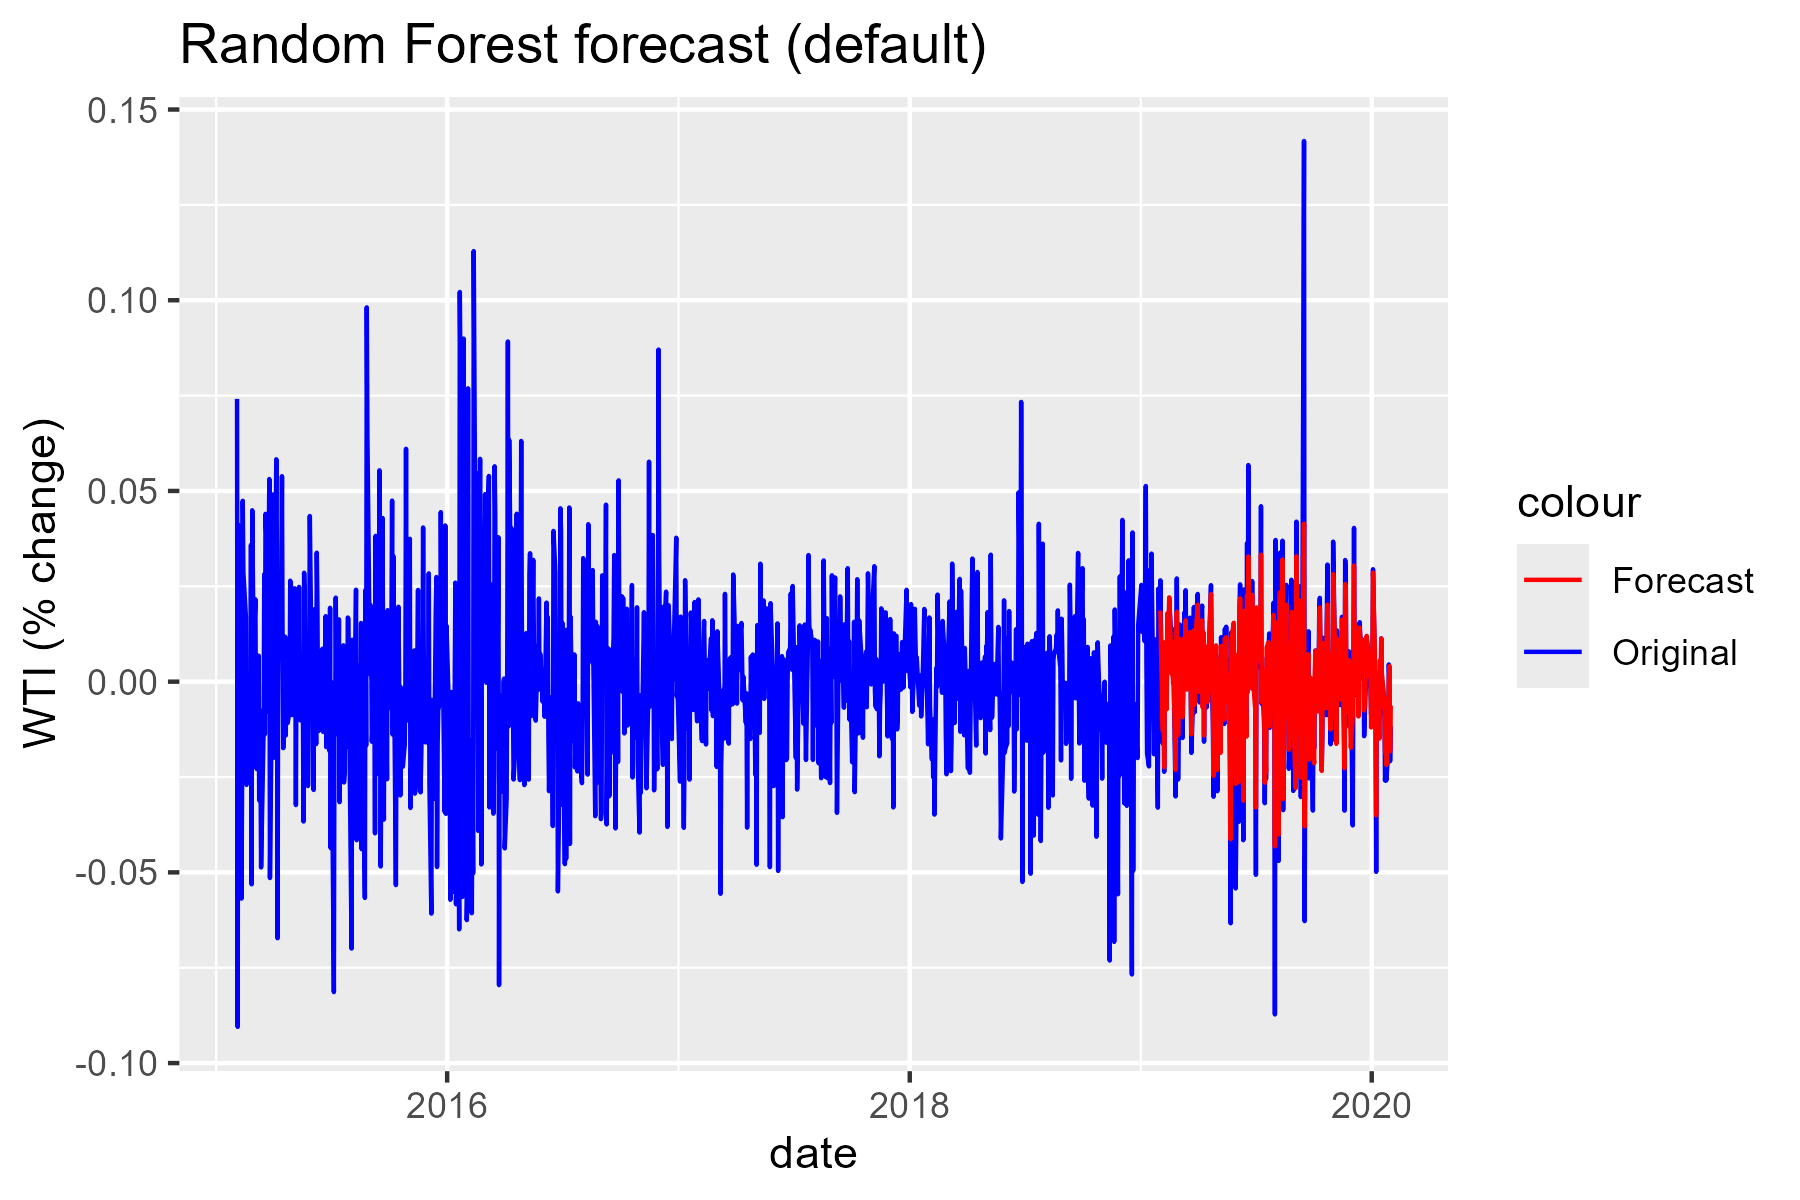 Random Forest forecast (default)
0.15
0.10
0.05
0.00
-0.05
-0.10
WTI (% change)
2016
2018
2020
date
colour
Forecast
Original